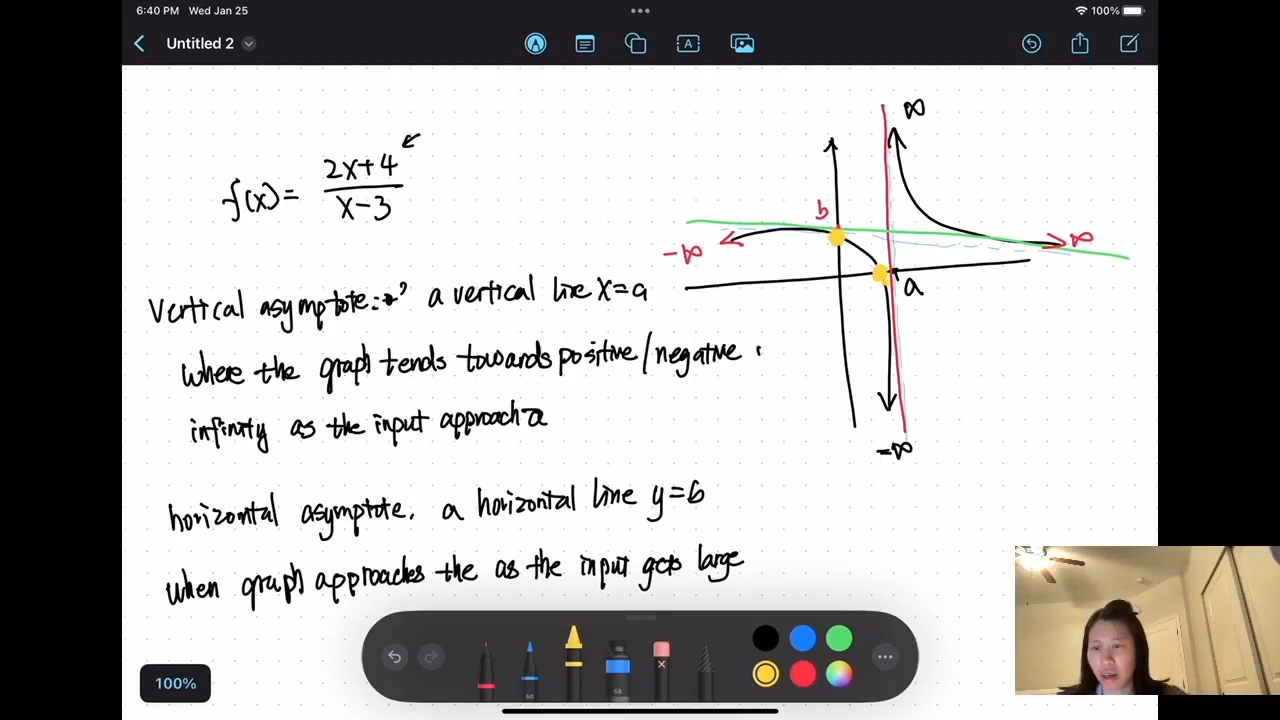 6:40 PM Wed Jan 25
100%
Untitled 2
f(x) = 2x+4
x-3
Vertical asymptote: a vertical line x=a
where the graph tends towards positive/negative
infinity as the input approach a
horizontal asymptote. a horizontal line y=b
when graph approaches the as the input gets large
∞
b
-∞
∞
a
-∞
A
50
68
100%